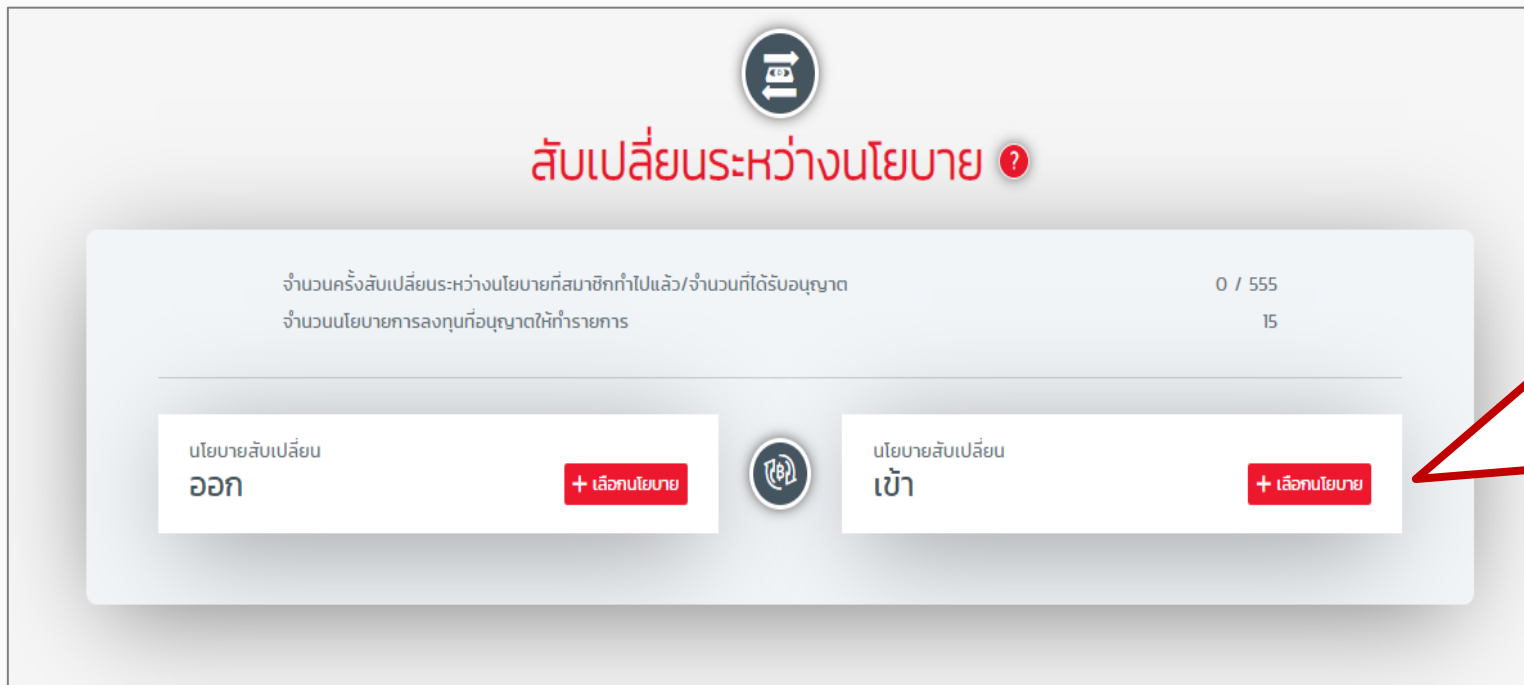 สับเปลี่ยนระหว่างนโยบาย ?
จำนวนครั้งสับเปลี่ยนระหว่างนโยบายที่สมาชิกทำไปแล้ว/จำนวนที่ได้รับอนุญาต 0 / 555
จำนวนนโยบายการลงทุนที่อนุญาตให้ทำรายการ 15
นโยบายสับเปลี่ยน
ออก
+ เลือกนโยบาย
นโยบายสับเปลี่ยน
เข้า
+ เลือกนโยบาย